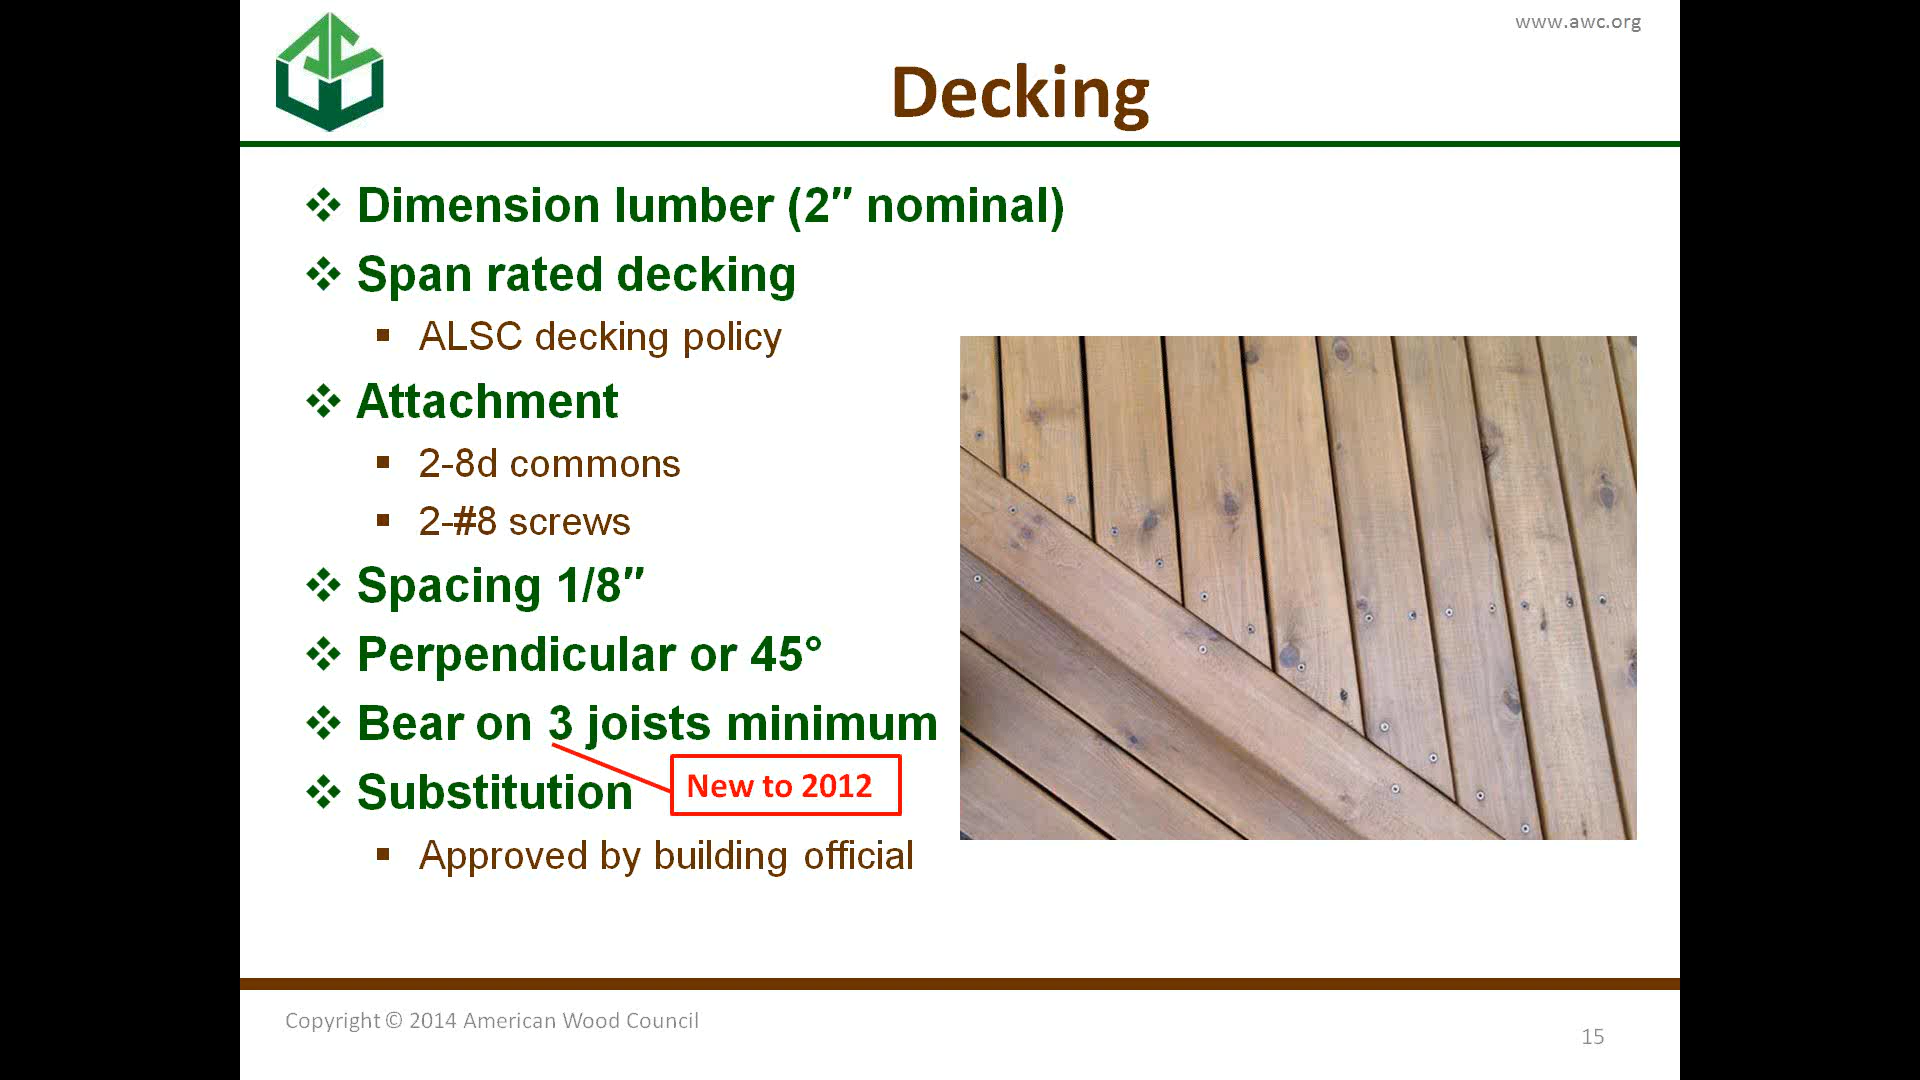 www.awc.org
Decking
Dimension lumber (2″ nominal)
Span rated decking
ALSC decking policy
Attachment
2-8d commons
2-#8 screws
Spacing 1/8″
Perpendicular or 45°
Bear on 3 joists minimum
Substitution
New to 2012
Approved by building official
Copyright © 2014 American Wood Council
15